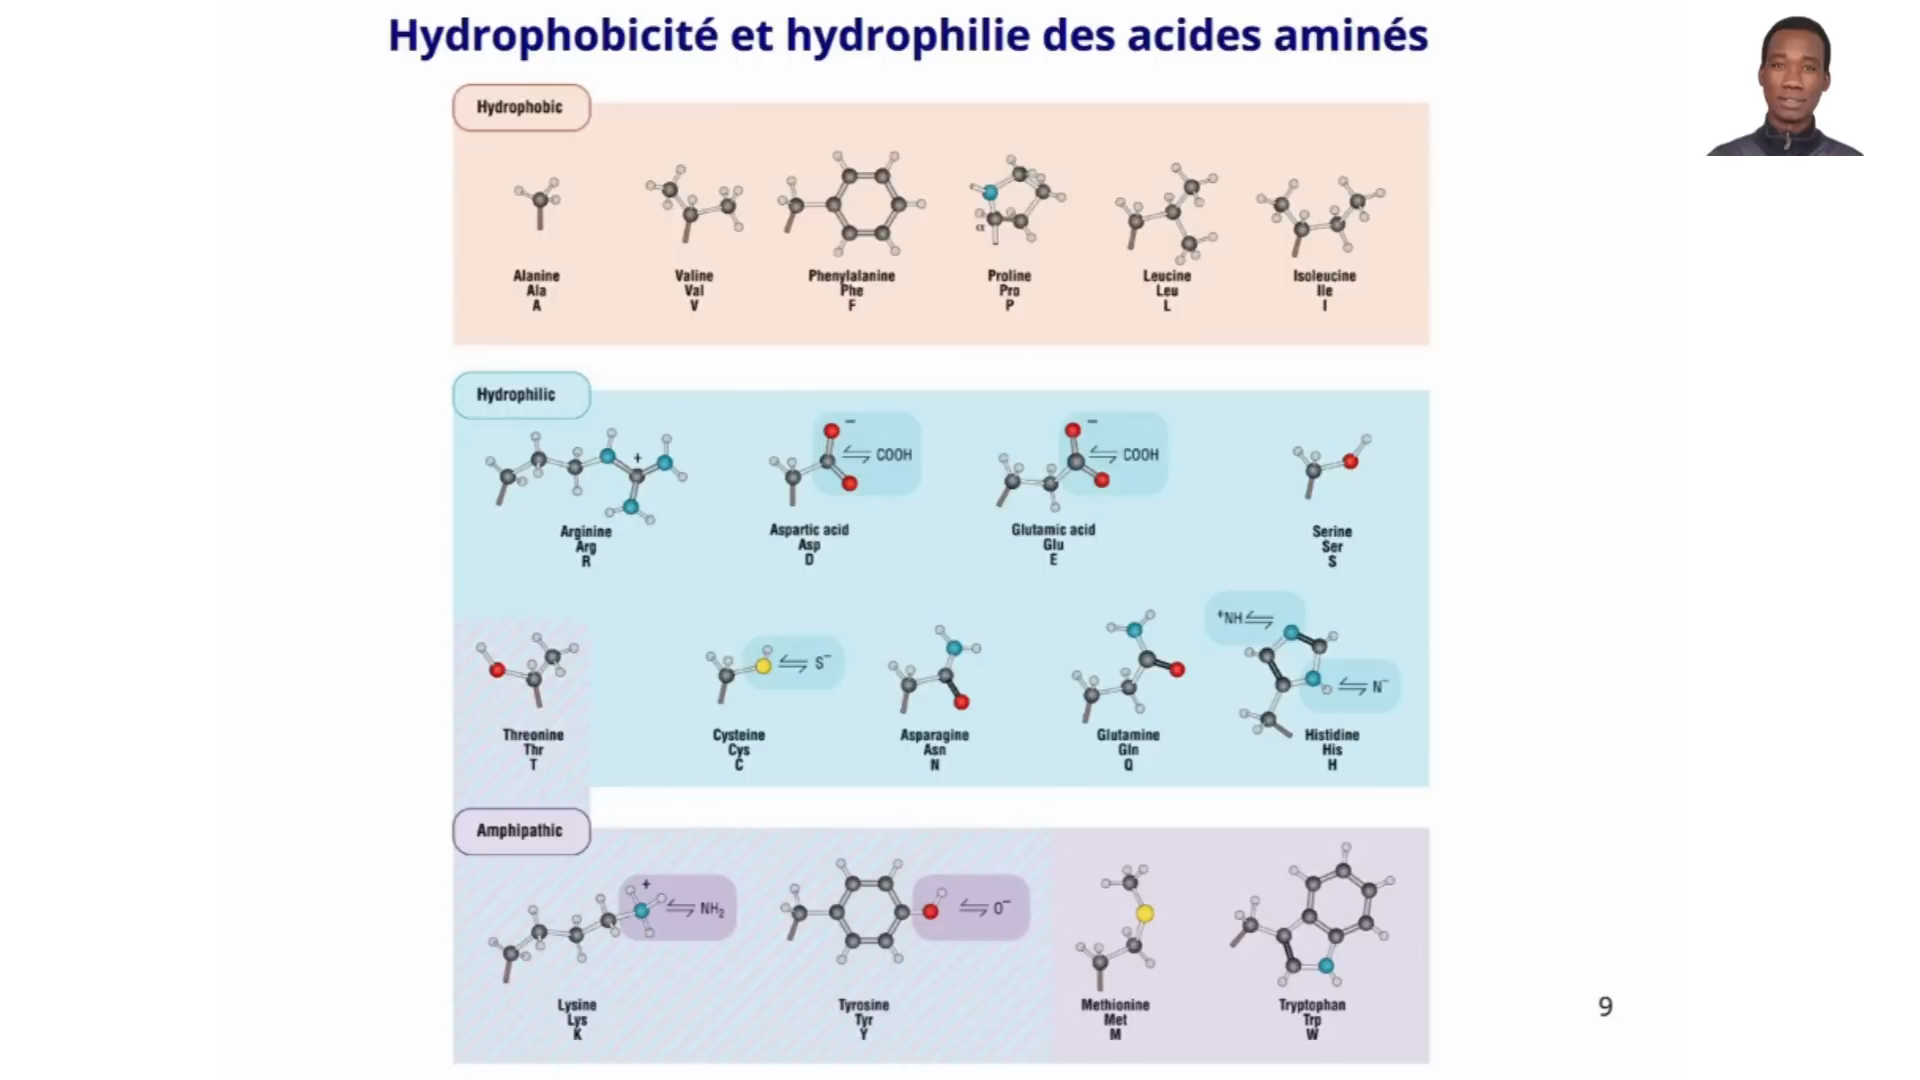 Hydrophobicité et hydrophilie des acides aminés
Hydrophobic
α
Alanine
Ala
A
Valine
Val
V
Phenylalanine
Phe
F
Proline
Pro
P
Leucine
Leu
L
Isoleucine
Ile
I
Hydrophilic
+
− ⇌ COOH
− ⇌ COOH
Arginine
Arg
R
Aspartic acid
Asp
D
Glutamic acid
Glu
E
Serine
Ser
S
⇌ S⁻
⁺NH ⇌
⇌ N⁻
Threonine
Thr
T
Cysteine
Cys
C
Asparagine
Asn
N
Glutamine
Gln
Q
Histidine
His
H
Amphipathic
+ ⇌ NH₂
⇌ O⁻
Lysine
Lys
K
Tyrosine
Tyr
Y
Methionine
Met
M
Tryptophan
Trp
W
9